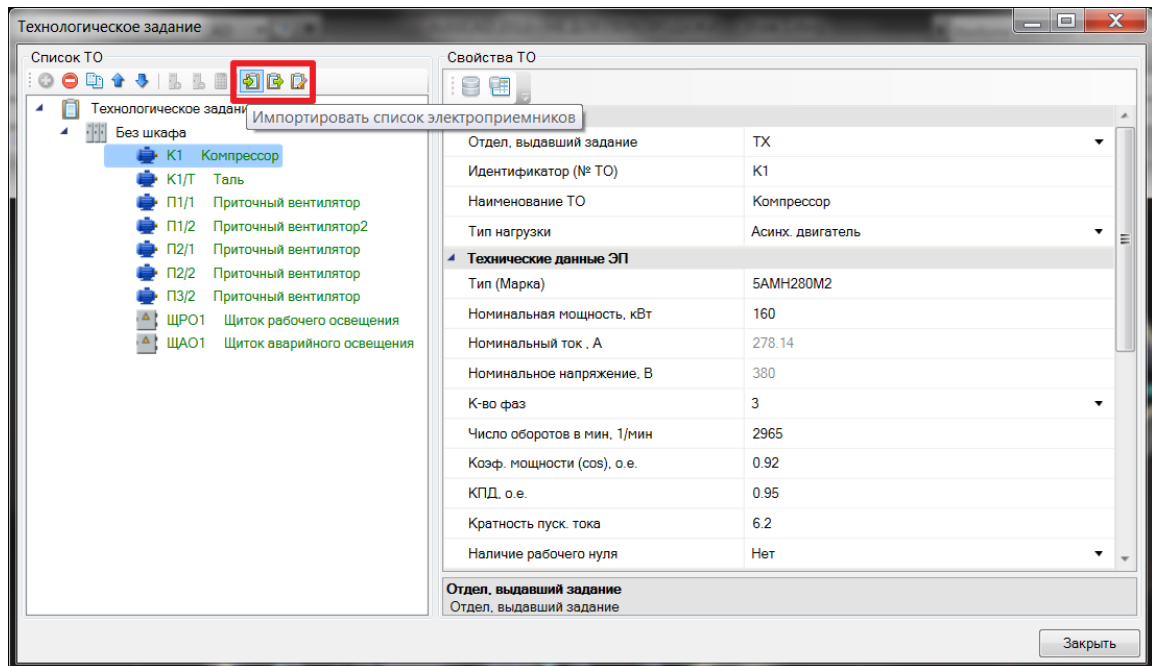 Технологическое задание
Список ТО
Технологическое задани
Импортировать список электроприемников
Без шкафа
К1 Компрессор
К1/Т Таль
П1/1 Приточный вентилятор
П1/2 Приточный вентилятор2
П2/1 Приточный вентилятор
П2/2 Приточный вентилятор
П3/2 Приточный вентилятор
ЩРО1 Щиток рабочего освещения
ЩАО1 Щиток аварийного освещения
Свойства ТО
Отдел, выдавший задание ТХ
Идентификатор (№ ТО) К1
Наименование ТО Компрессор
Тип нагрузки Асинх. двигатель
Технические данные ЭП
Тип (Марка) 5АМН280М2
Номинальная мощность, кВт 160
Номинальный ток , А 278.14
Номинальное напряжение, В 380
К-во фаз 3
Число оборотов в мин, 1/мин 2965
Коэф. мощности (cos), о.е. 0.92
КПД, о.е. 0.95
Кратность пуск. тока 6.2
Наличие рабочего нуля Нет
Отдел, выдавший задание
Отдел, выдавший задание
Закрыть